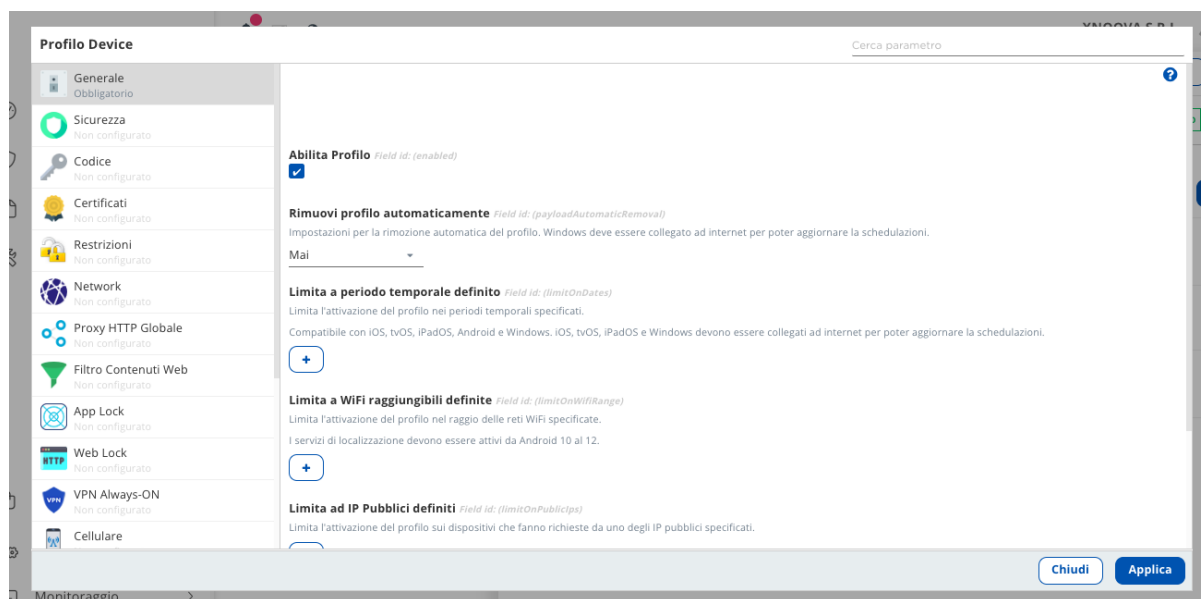 XNOOVA S.R.L.
Profilo Device
Cerca parametro
Generale
Obbligatorio
Sicurezza
Non configurato
Codice
Non configurato
Certificati
Non configurato
Restrizioni
Non configurato
Network
Non configurato
Proxy HTTP Globale
Non configurato
Filtro Contenuti Web
Non configurato
App Lock
Non configurato
HTTP
Web Lock
Non configurato
VPN
VPN Always-ON
Non configurato
Cellulare
Abilita Profilo Field id: (enabled)
Rimuovi profilo automaticamente Field id: (payloadAutomaticRemoval)
Impostazioni per la rimozione automatica del profilo. Windows deve essere collegato ad internet per poter aggiornare la schedulazioni.
Mai
Limita a periodo temporale definito Field id: (limitOnDates)
Limita l'attivazione del profilo nei periodi temporali specificati.
Compatibile con iOS, tvOS, iPadOS, Android e Windows. iOS, tvOS, iPadOS e Windows devono essere collegati ad internet per poter aggiornare la schedulazioni.
+
Limita a WiFi raggiungibili definite Field id: (limitOnWifiRange)
Limita l'attivazione del profilo nel raggio delle reti WiFi specificate.
I servizi di localizzazione devono essere attivi da Android 10 al 12.
+
Limita ad IP Pubblici definiti Field id: (limitOnPublicIps)
Limita l'attivazione del profilo sui dispositivi che fanno richieste da uno degli IP pubblici specificati.
Chiudi
Applica
Monitoraggio